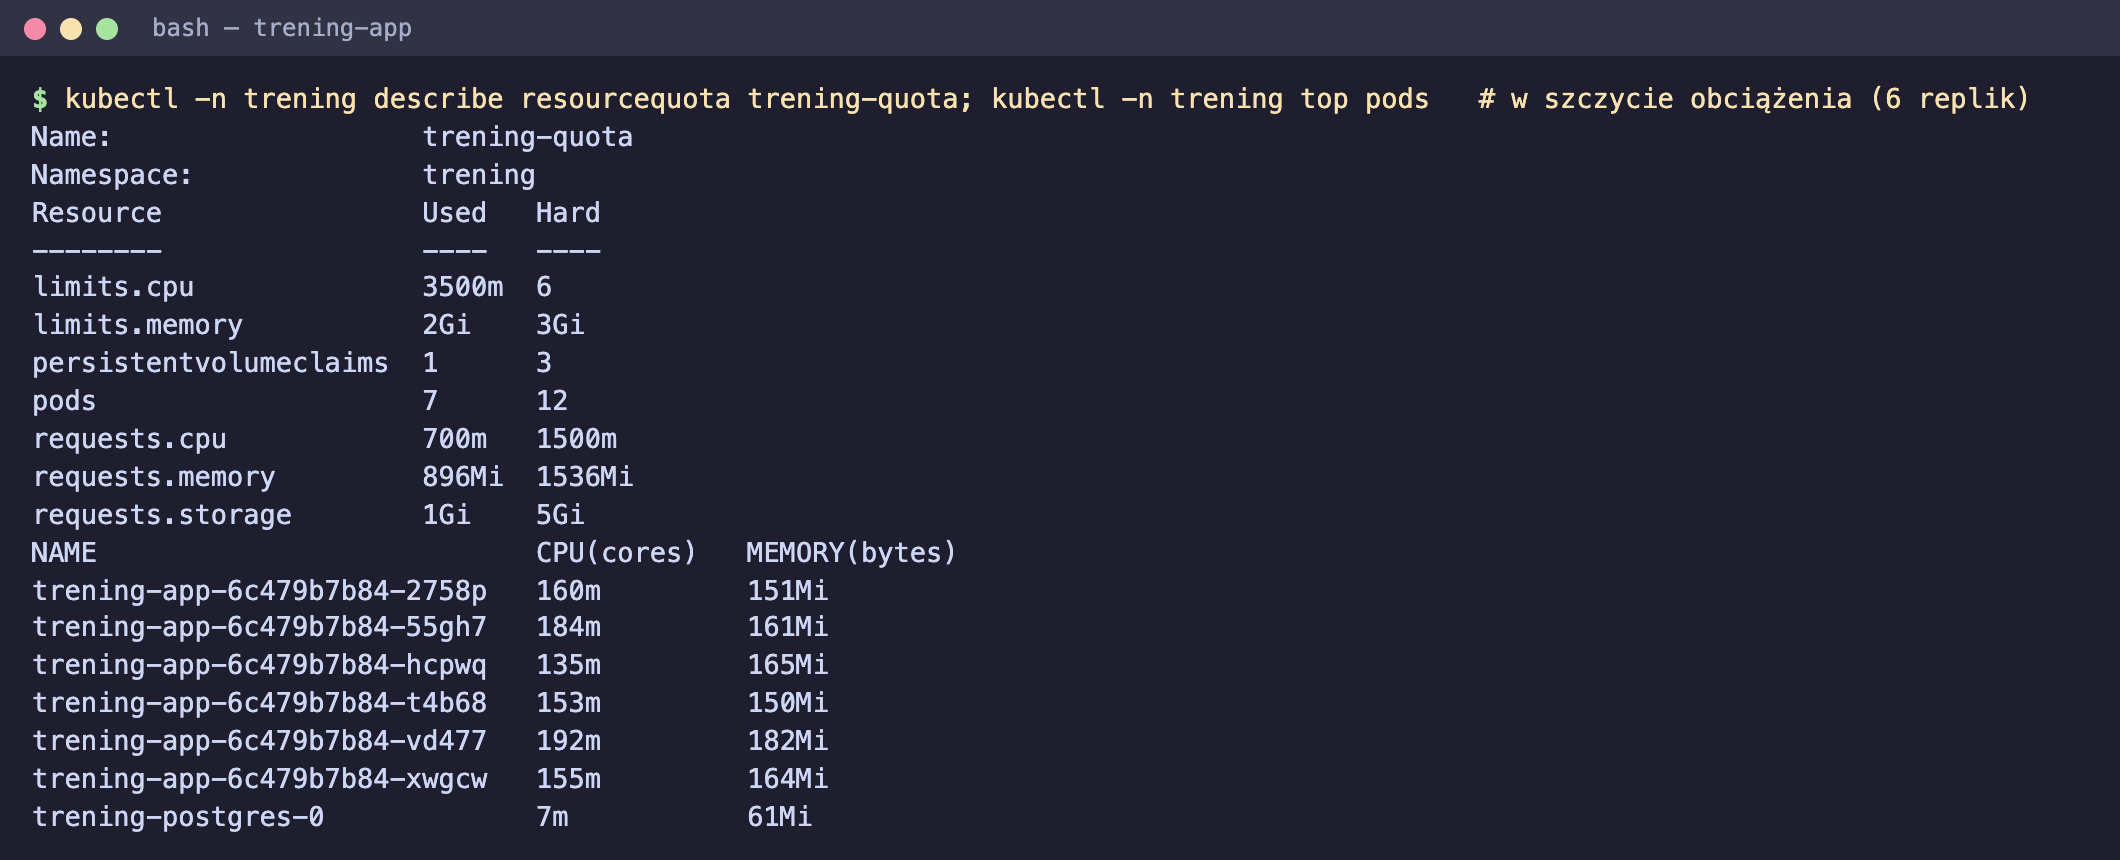 bash — trening-app
$ kubectl -n trening describe resourcequota trening-quota; kubectl -n trening top pods   # w szczycie obciążenia (6 replik)
Name:                   trening-quota
Namespace:              trening
Resource                Used   Hard
--------                ----   ----
limits.cpu              3500m  6
limits.memory           2Gi    3Gi
persistentvolumeclaims  1      3
pods                    7      12
requests.cpu            700m   1500m
requests.memory         896Mi  1536Mi
requests.storage        1Gi    5Gi
NAME                           CPU(cores)   MEMORY(bytes)
trening-app-6c479b7b84-2758p   160m         151Mi
trening-app-6c479b7b84-55gh7   184m         161Mi
trening-app-6c479b7b84-hcpwq   135m         165Mi
trening-app-6c479b7b84-t4b68   153m         150Mi
trening-app-6c479b7b84-vd477   192m         182Mi
trening-app-6c479b7b84-xwgcw   155m         164Mi
trening-postgres-0             7m           61Mi